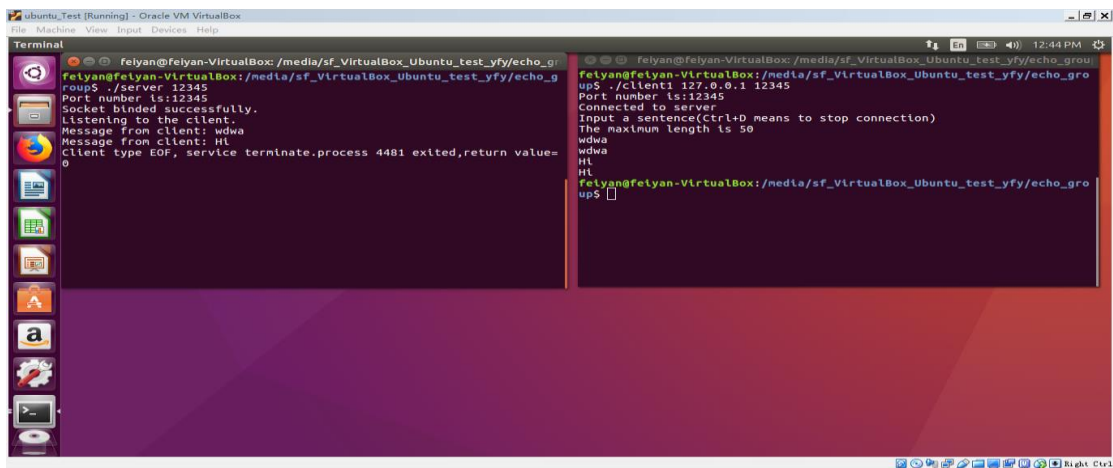 ubuntu_Test [Running] - Oracle VM VirtualBox
File Machine View Input Devices Help
Terminal
En
12:44 PM
feiyan@feiyan-VirtualBox: /media/sf_VirtualBox_Ubuntu_test_yfy/echo_gr
feiyan@feiyan-VirtualBox:/media/sf_VirtualBox_Ubuntu_test_yfy/echo_g
roup$ ./server 12345
Port number is:12345
Socket binded successfully.
Listening to the cilent.
Message from client: wdwa
Message from client: Hi
Client type EOF, service terminate.process 4481 exited,return value=
0
feiyan@feiyan-VirtualBox: /media/sf_VirtualBox_Ubuntu_test_yfy/echo_grou
feiyan@feiyan-VirtualBox:/media/sf_VirtualBox_Ubuntu_test_yfy/echo_gro
up$ ./client1 127.0.0.1 12345
Port number is:12345
Connected to server
Input a sentence(Ctrl+D means to stop connection)
The maximum length is 50
wdwa
wdwa
Hi
Hi
feiyan@feiyan-VirtualBox:/media/sf_VirtualBox_Ubuntu_test_yfy/echo_gro
up$
a
>_
Right Ctrl